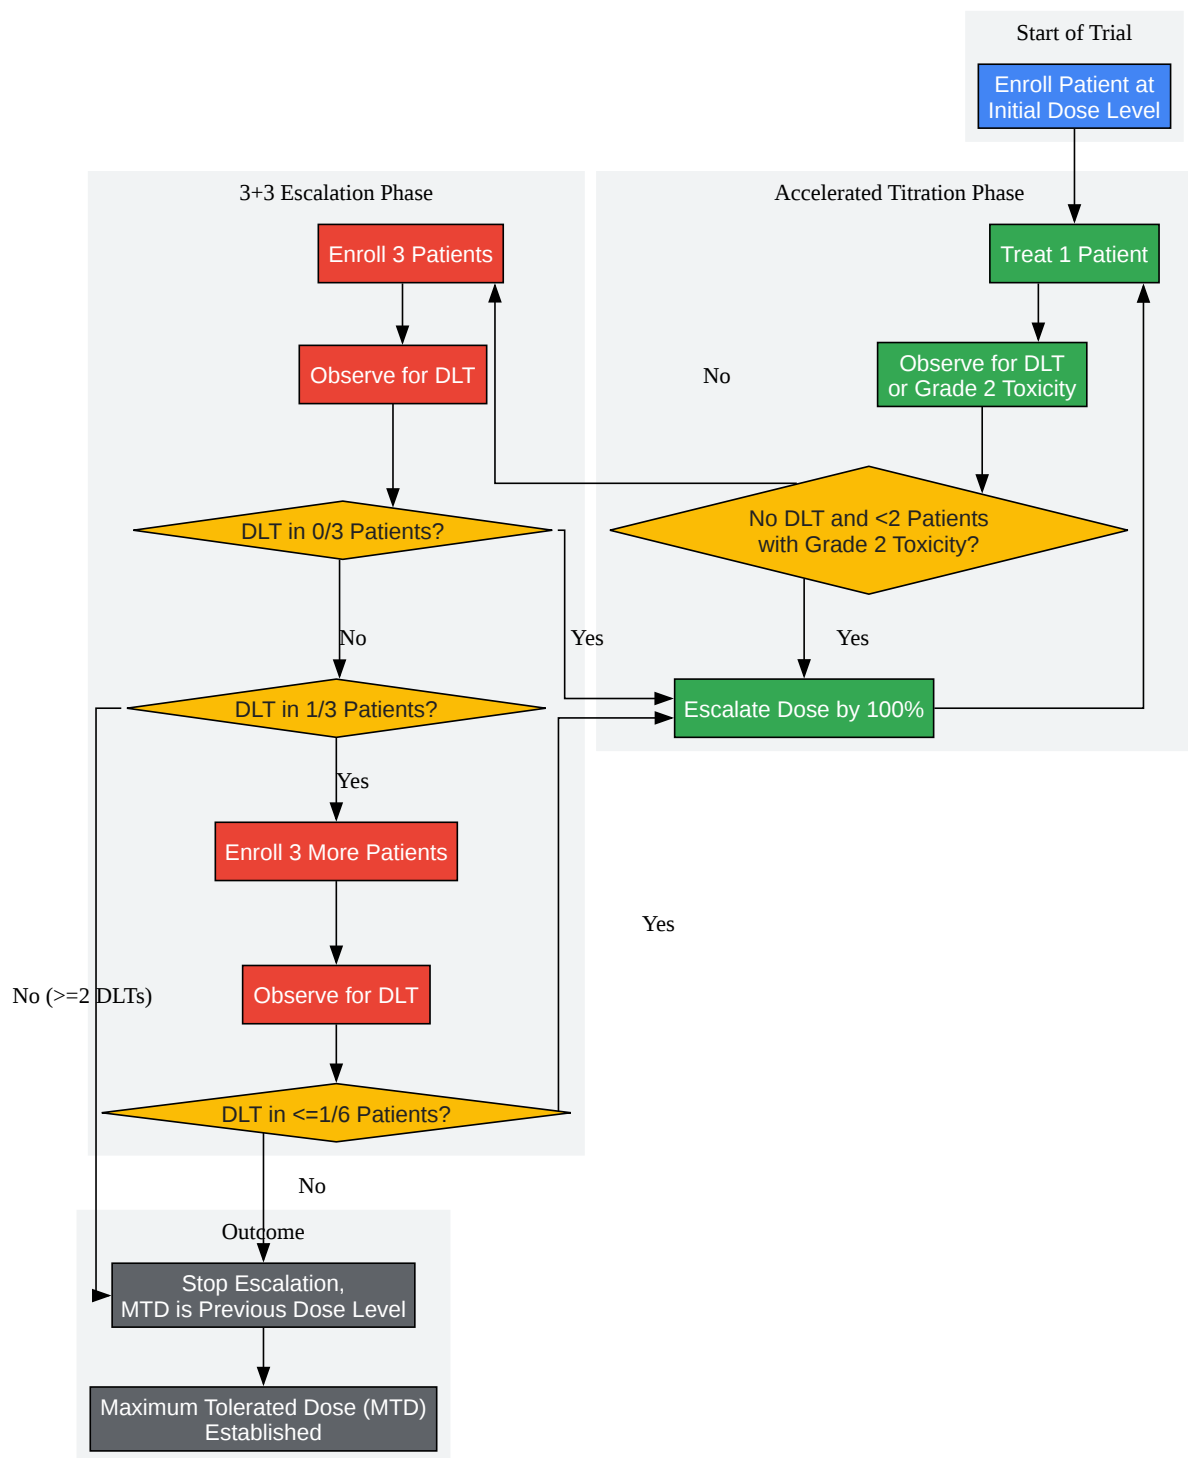 Start of Trial
Enroll Patient at
Initial Dose Level
3+3 Escalation Phase
Accelerated Titration Phase
Enroll 3 Patients
Treat 1 Patient
Observe for DLT
No
Observe for DLT
or Grade 2 Toxicity
DLT in 0/3 Patients?
No DLT and <2 Patients
with Grade 2 Toxicity?
No
Yes
Yes
DLT in 1/3 Patients?
Escalate Dose by 100%
Yes
Enroll 3 More Patients
Yes
No (>=2 DLTs)
Observe for DLT
DLT in <=1/6 Patients?
No
Outcome
Stop Escalation,
MTD is Previous Dose Level
Maximum Tolerated Dose (MTD)
Established